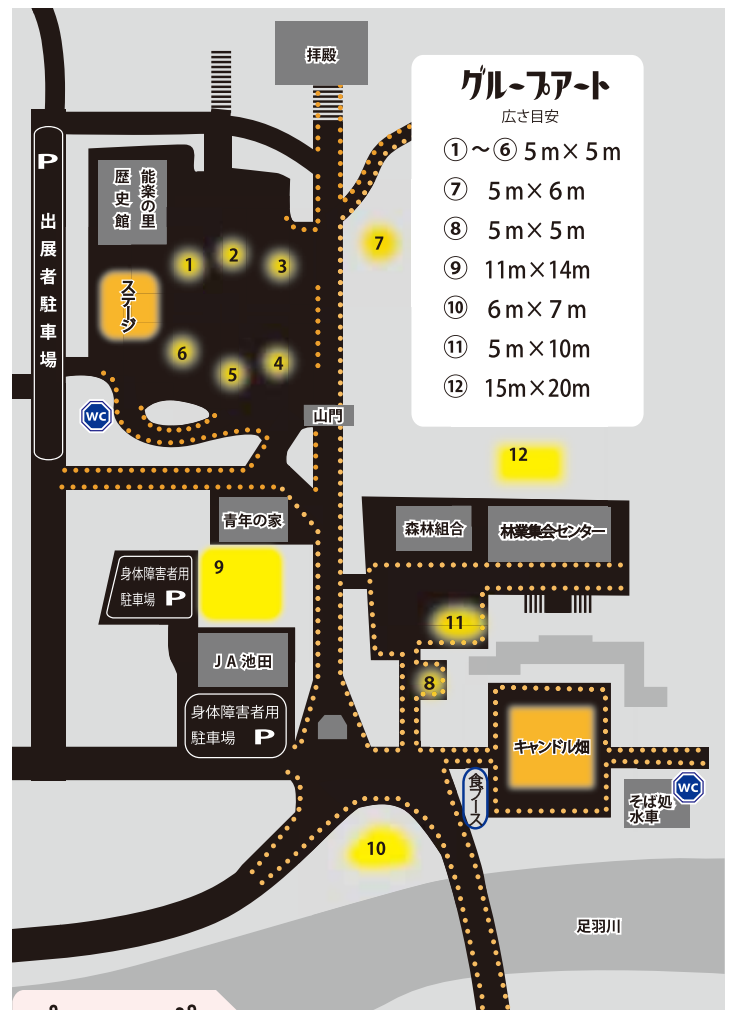 拝殿
グループアート
広さ目安
①～⑥ 5m×5m
⑦ 5m×6m
⑧ 5m×5m
⑨ 11m×14m
⑩ 6m×7m
⑪ 5m×10m
⑫ 15m×20m
P
出展者駐車場
能楽の里
歴史館
ステージ
1
2
3
7
6
5
4
WC
山門
12
青年の家
森林組合
林業集会センター
身体障害者用
駐車場 P
9
11
JA池田
8
身体障害者用
駐車場 P
キャンドル畑
食ブース
WC
そば処
水車
10
足羽川